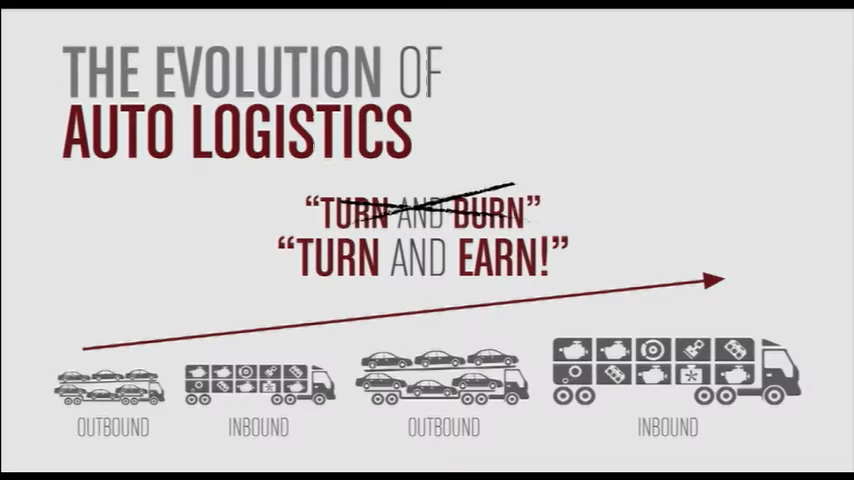 THE EVOLUTION OF
AUTO LOGISTICS
“TURN AND BURN”
“TURN AND EARN!”
OUTBOUND
INBOUND
OUTBOUND
INBOUND